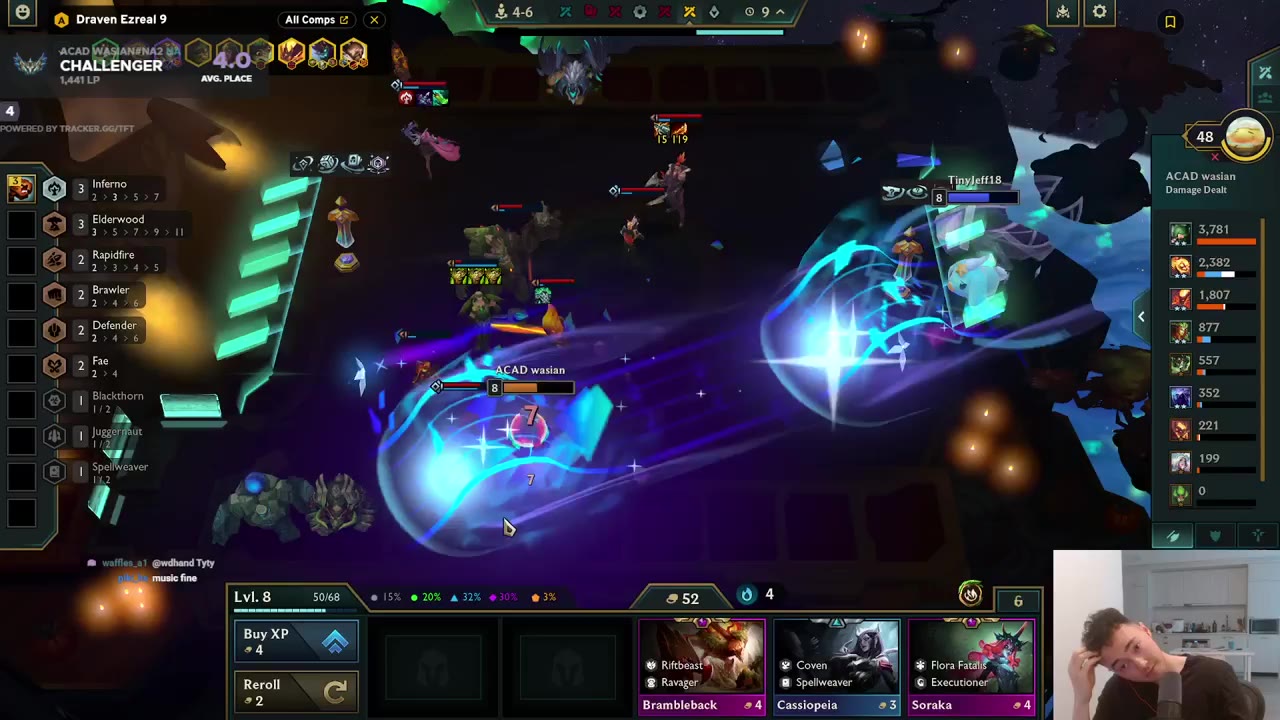 Draven Ezreal 9
All Comps
4-6
9
ACAD WASIAN#NA2 NA
CHALLENGER
1,441 LP
4.0
AVG. PLACE
4
POWERED BY TRACKER.GG/TFT
3 Inferno
2 > 3 > 5 > 7
3 Elderwood
3 > 5 > 7 > 9 > 11
2 Rapidfire
2 > 3 > 4 > 5
2 Brawler
2 > 4 > 6
2 Defender
2 > 4 > 6
2 Fae
2 > 4
1 Blackthorn
1 / 2
1 Juggernaut
1 / 2
1 Spellweaver
1 / 2
TinyJeff18
8
ACAD wasian
8
7
7
48
ACAD wasian
Damage Dealt
3,781
2,382
1,807
877
557
352
221
199
0
waffles_a1 @wdhand Tyty
music fine
Lvl. 8
50/68
15% 20% 32% 30% 3%
52
4
6
Buy XP
4
Reroll
2
Riftbeast
Ravager
Brambleback 4
Coven
Spellweaver
Cassiopeia 3
Flora Fatalis
Executioner
Soraka 4